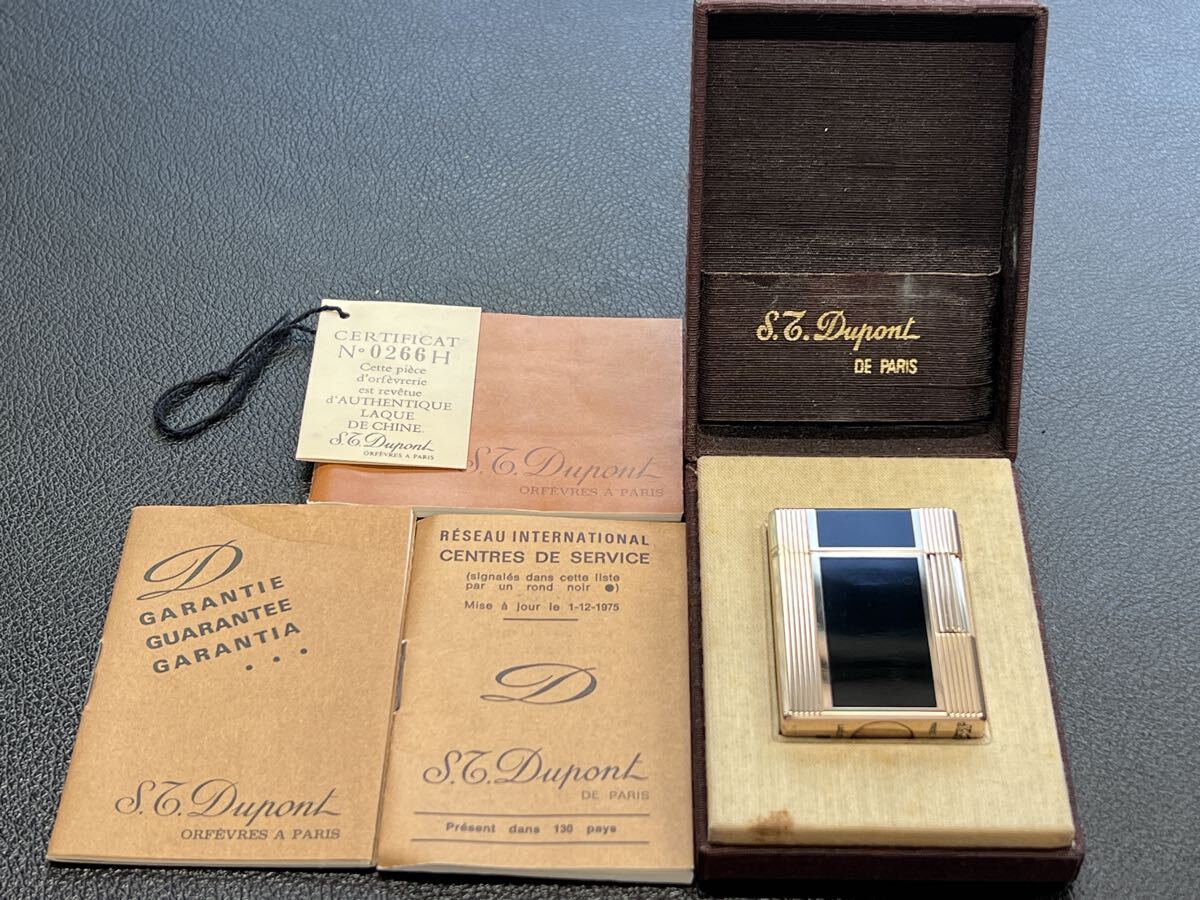 CERTIFICAT
Nº 0266 H
Cette pièce
d'orfèvrerie
est revêtue
d'AUTHENTIQUE
LAQUE
DE CHINE.
S.T. Dupont
ORFÈVRES A PARIS
S.T. Dupont
ORFÈVRES A PARIS
D
GARANTIE
GUARANTEE
GARANTIA
...
S.T. Dupont
ORFÈVRES A PARIS
RÉSEAU INTERNATIONAL
CENTRES DE SERVICE
(signalés dans cette liste
par un rond noir ●)
Mise à jour le 1-12-1975
D
S.T. Dupont
DE PARIS
Présent dans 130 pays
S.T. Dupont
DE PARIS